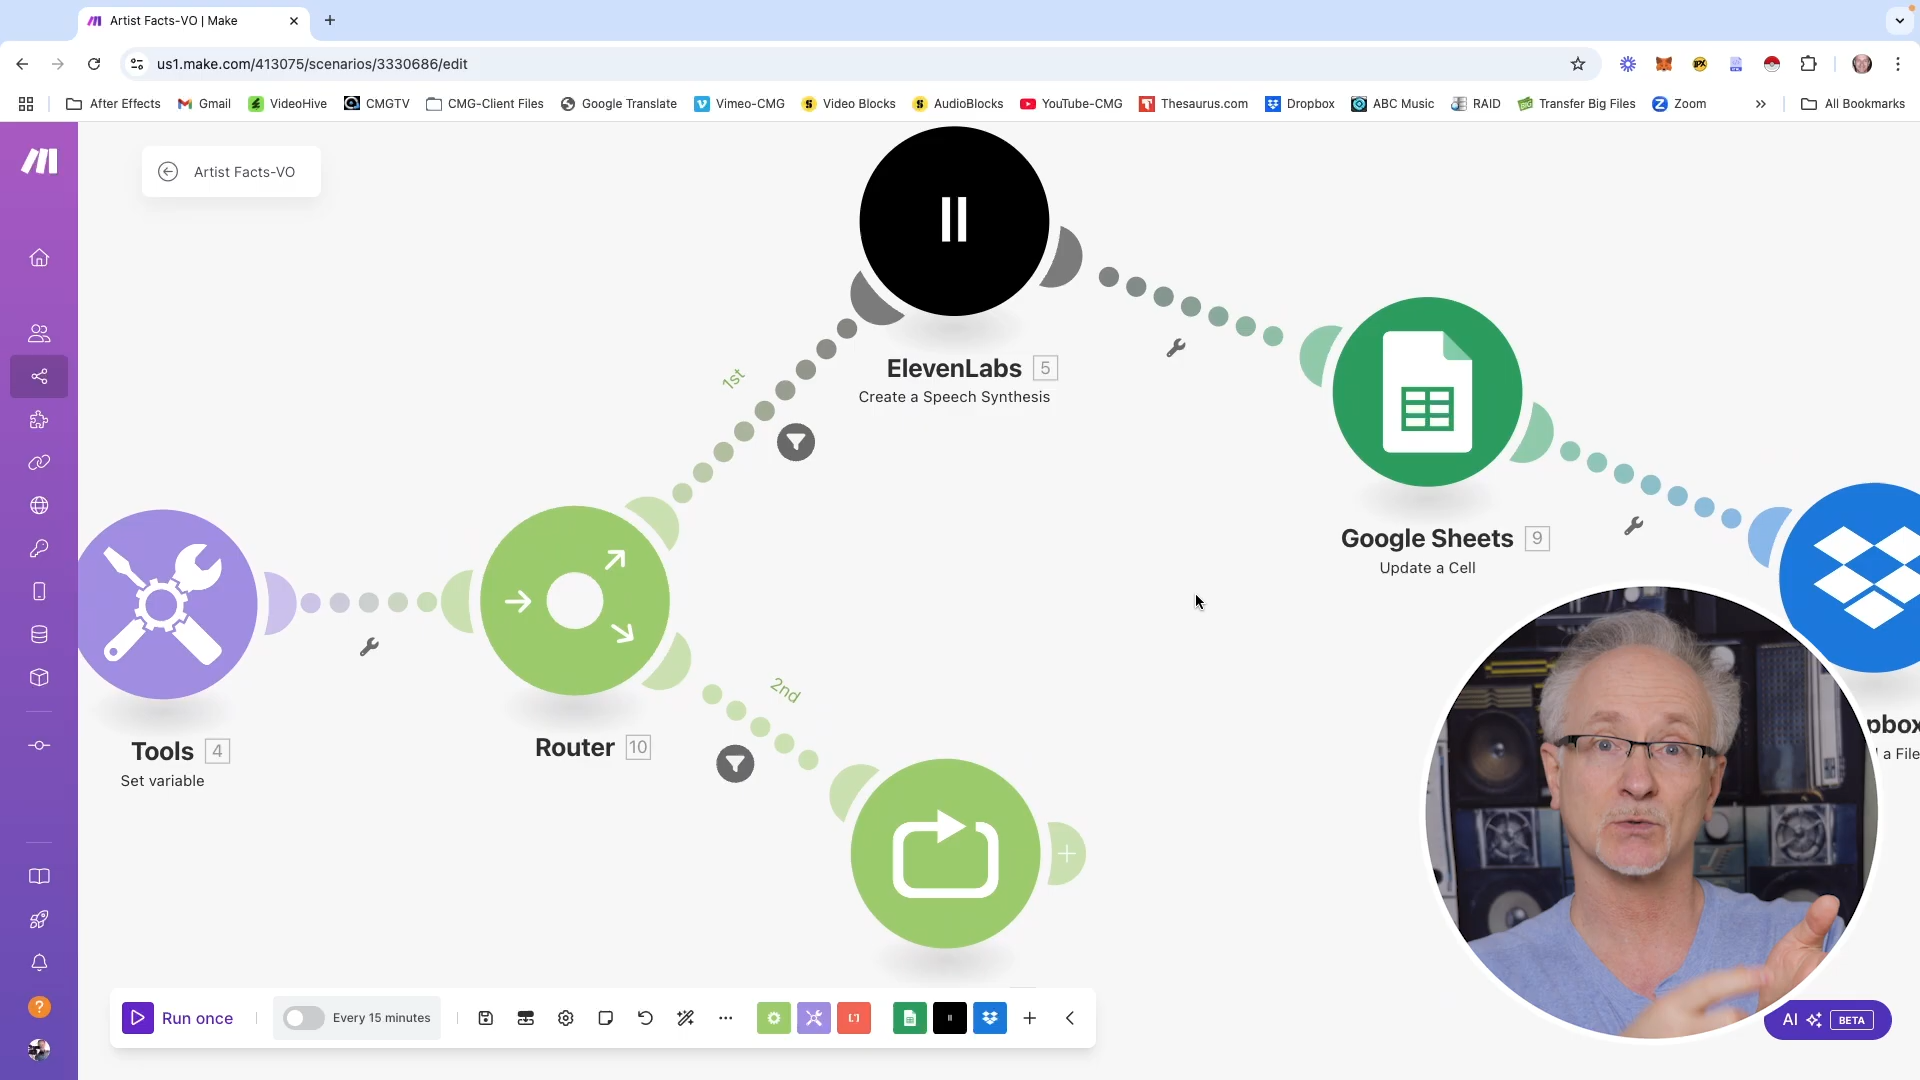 Artist Facts-VO | Make
us1.make.com/413075/scenarios/3330686/edit
After Effects
Gmail
VideoHive
CMGTV
CMG-Client Files
Google Translate
Vimeo-CMG
Video Blocks
AudioBlocks
YouTube-CMG
Thesaurus.com
Dropbox
ABC Music
RAID
Transfer Big Files
Zoom
All Bookmarks
Artist Facts-VO
ElevenLabs 5
Create a Speech Synthesis
1st
Google Sheets 9
Update a Cell
2nd
Tools 4
Set variable
Router 10
pbox
a File
Run once
Every 15 minutes
AI BETA